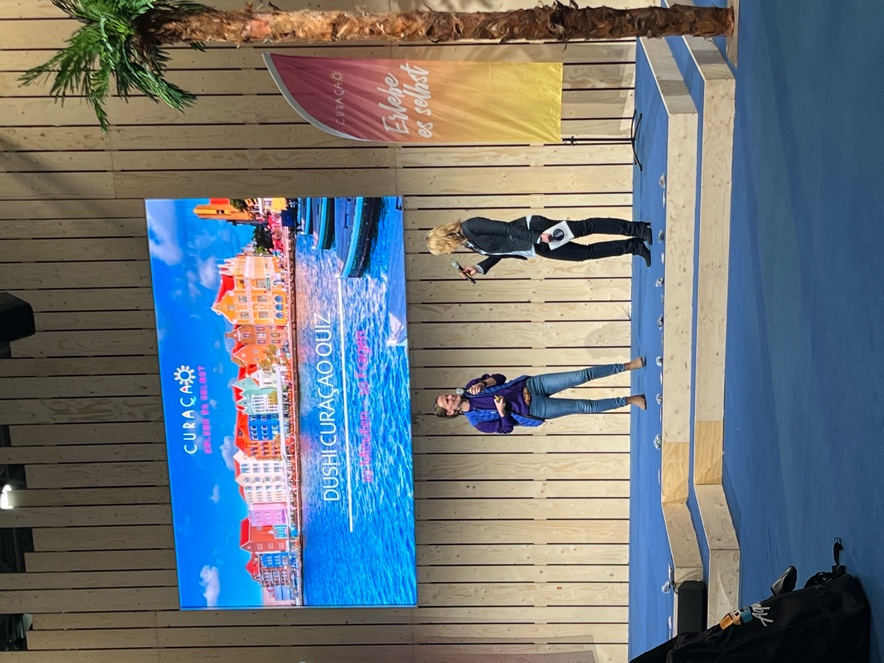 CURAÇAO
ERLEBE ES SELBST
DUSHI CURAÇAO QUIZ
CURAÇAO
Erlebe
es selbst